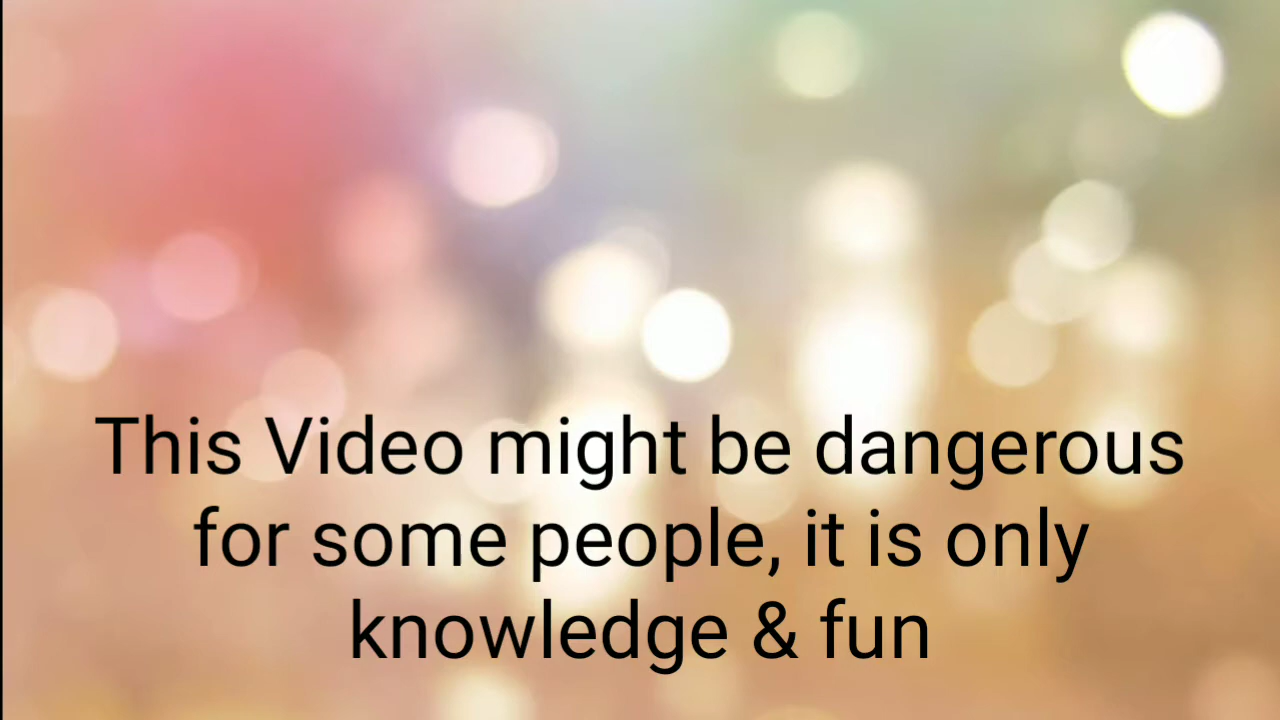 This Video might be dangerous
for some people, it is only
knowledge & fun